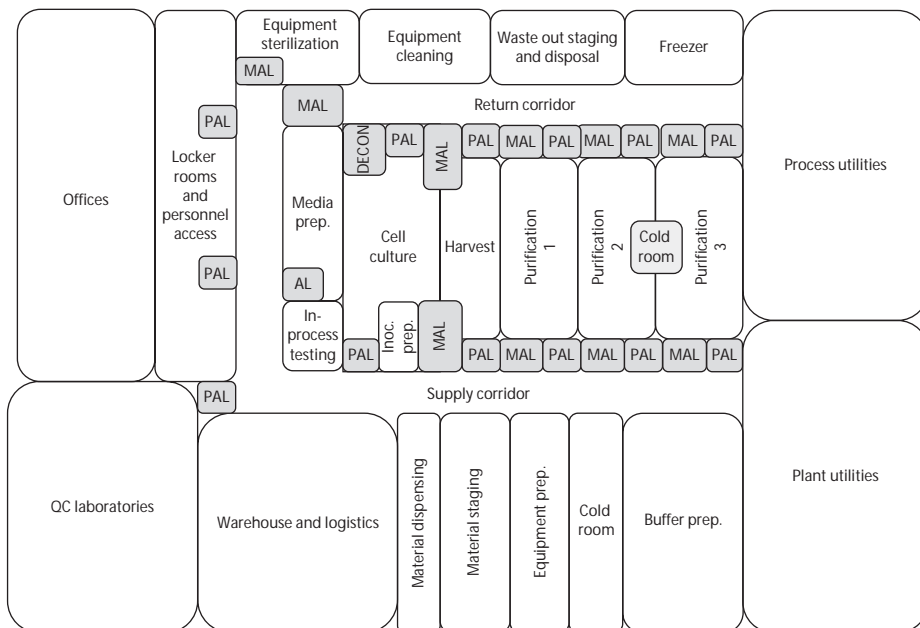 Equipment
sterilization
Equipment
cleaning
Waste out staging
and disposal
Freezer
MAL
MAL
Return corridor
PAL
DECON
PAL
MAL
PAL
MAL
PAL
MAL
PAL
MAL
PAL
Offices
Locker
rooms
and
personnel
access
Media
prep.
Cell
culture
Harvest
Purification
1
Purification
2
Cold
room
Purification
3
Process utilities
PAL
AL
In-
process
testing
PAL
Inoc.
prep.
MAL
PAL
MAL
PAL
MAL
PAL
MAL
PAL
PAL
Supply corridor
QC laboratories
Warehouse and logistics
Material dispensing
Material staging
Equipment prep.
Cold
room
Buffer prep.
Plant utilities